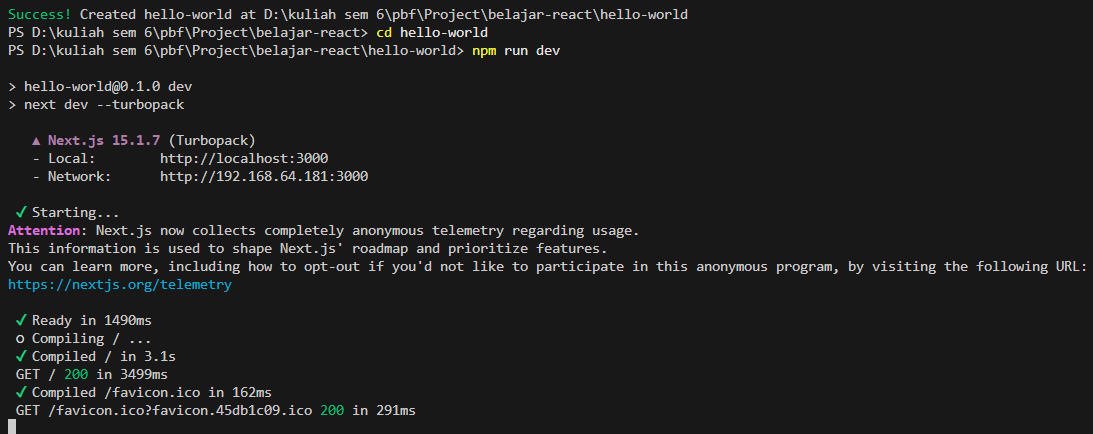 Success! Created hello-world at D:\kuliah sem 6\pbf\Project\belajar-react\hello-world
PS D:\kuliah sem 6\pbf\Project\belajar-react> cd hello-world
PS D:\kuliah sem 6\pbf\Project\belajar-react\hello-world> npm run dev
> hello-world@0.1.0 dev
> next dev --turbopack
▲ Next.js 15.1.7 (Turbopack)
- Local:        http://localhost:3000
- Network:      http://192.168.64.181:3000
✓ Starting...
Attention: Next.js now collects completely anonymous telemetry regarding usage.
This information is used to shape Next.js' roadmap and prioritize features.
You can learn more, including how to opt-out if you'd not like to participate in this anonymous program, by visiting the following URL:
https://nextjs.org/telemetry
✓ Ready in 1490ms
○ Compiling / ...
✓ Compiled / in 3.1s
GET / 200 in 3499ms
✓ Compiled /favicon.ico in 162ms
GET /favicon.ico?favicon.45db1c09.ico 200 in 291ms